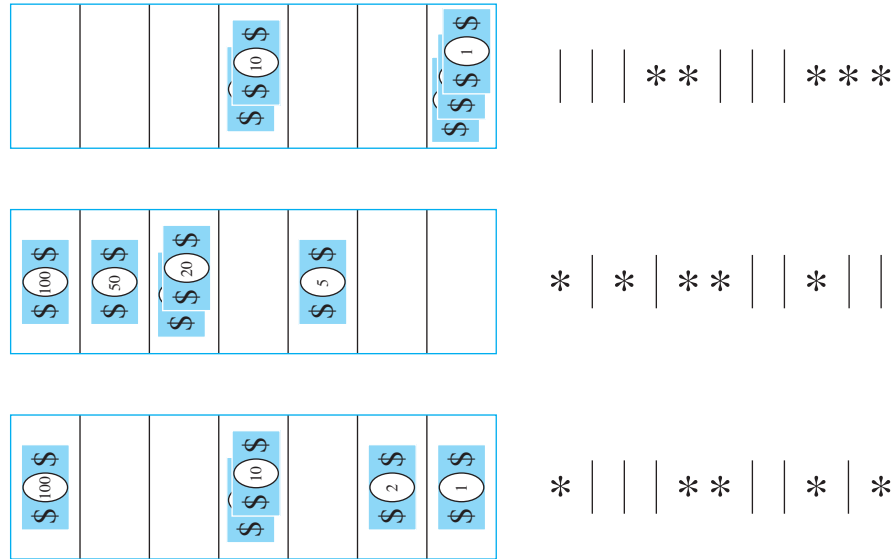 $ 10 $
$
$ 1 $
$
$
| | | * * | | | * * *
$ 100 $
$ 50 $
$ 20 $
$
$ 5 $
* | * | * * | | * | |
$ 100 $
$ 10 $
$
$ 2 $
$ 1 $
* | | | * * | | * | *